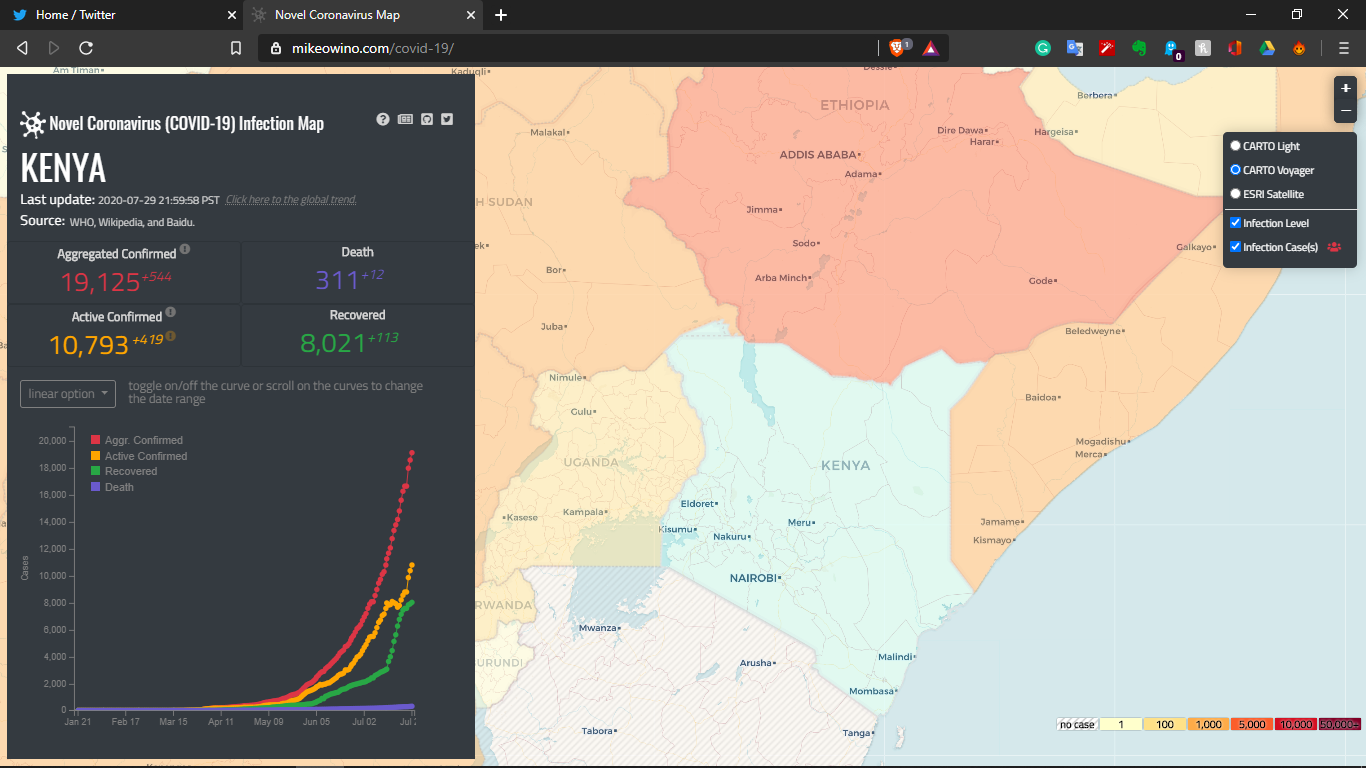 Home / Twitter
Novel Coronavirus Map
mikeowino.com/covid-19/
1
0
Novel Coronavirus (COVID-19) Infection Map
KENYA
Last update: 2020-07-29 21:59:58 PST Click here to the global trend.
Source: WHO, Wikipedia, and Baidu.
Aggregated Confirmed
19,125 +544
Death
311 +12
Active Confirmed
10,793 +419
Recovered
8,021 +113
linear option
toggle on/off the curve or scroll on the curves to change
the date range
Aggr. Confirmed
Active Confirmed
Recovered
Death
Cases
20,000
18,000
16,000
14,000
12,000
10,000
8,000
6,000
4,000
2,000
0
Jan 21 Feb 17 Mar 15 Apr 11 May 09 Jun 05 Jul 02
Am Timan
Kaduqli
Malakal
Bor
Juba
Nimule
Gulu
UGANDA
Kasese
Kampala
Mwanza
Tabora
Arusha
Tanga
ETHIOPIA
Dire Dawa
Harar
ADDIS ABABA
Adama
Jimma
Sodo
Arba Minch
Gode
Berbera
Hargeisa
Galkayo
Beledweyne
Baidoa
Mogadishu
Merca
Jamame
Kismayo
KENYA
Eldoret
Kisumu
Nakuru
Meru
NAIROBI
Malindi
Mombasa
+
−
CARTO Light
CARTO Voyager
ESRI Satellite
Infection Level
Infection Case(s)
no case 1 100 1,000 5,000 10,000 50,000+